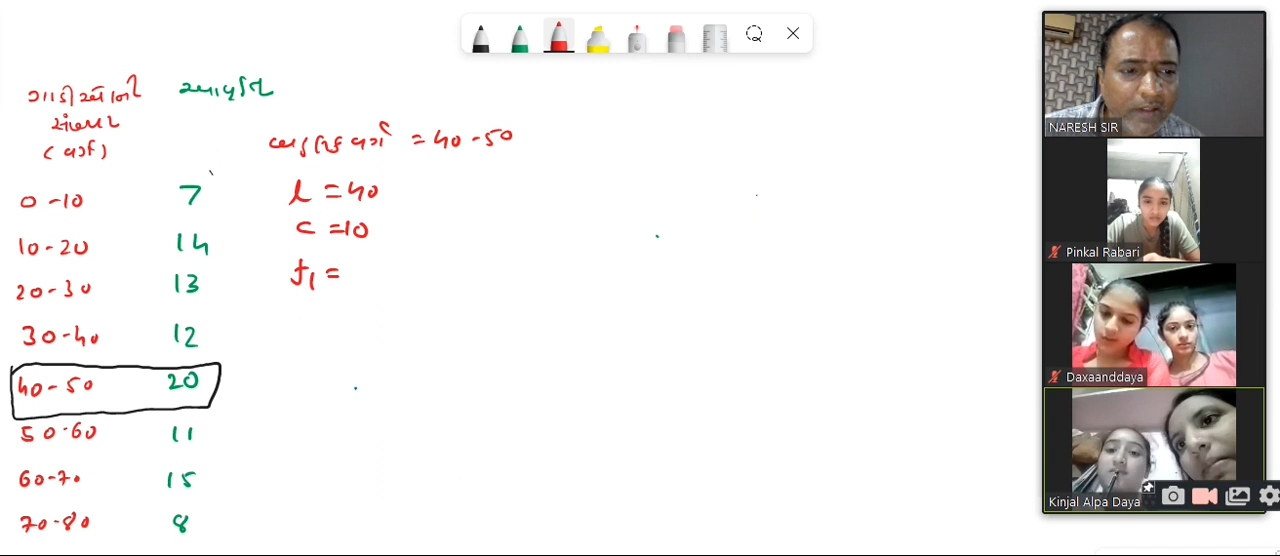 ગાડીઓની આવૃત્તિ
સંખ્યા
(વર્ગ)
બહુલક વર્ગ = 40-50
0-10 7
l = 40
10-20 14
c = 10
20-30 13
f1 =
30-40 12
40-50 20
50-60 11
60-70 15
70-80 8
NARESH SIR
Pinkal Rabari
Daxaanddaya
Kinjal Alpa Daya